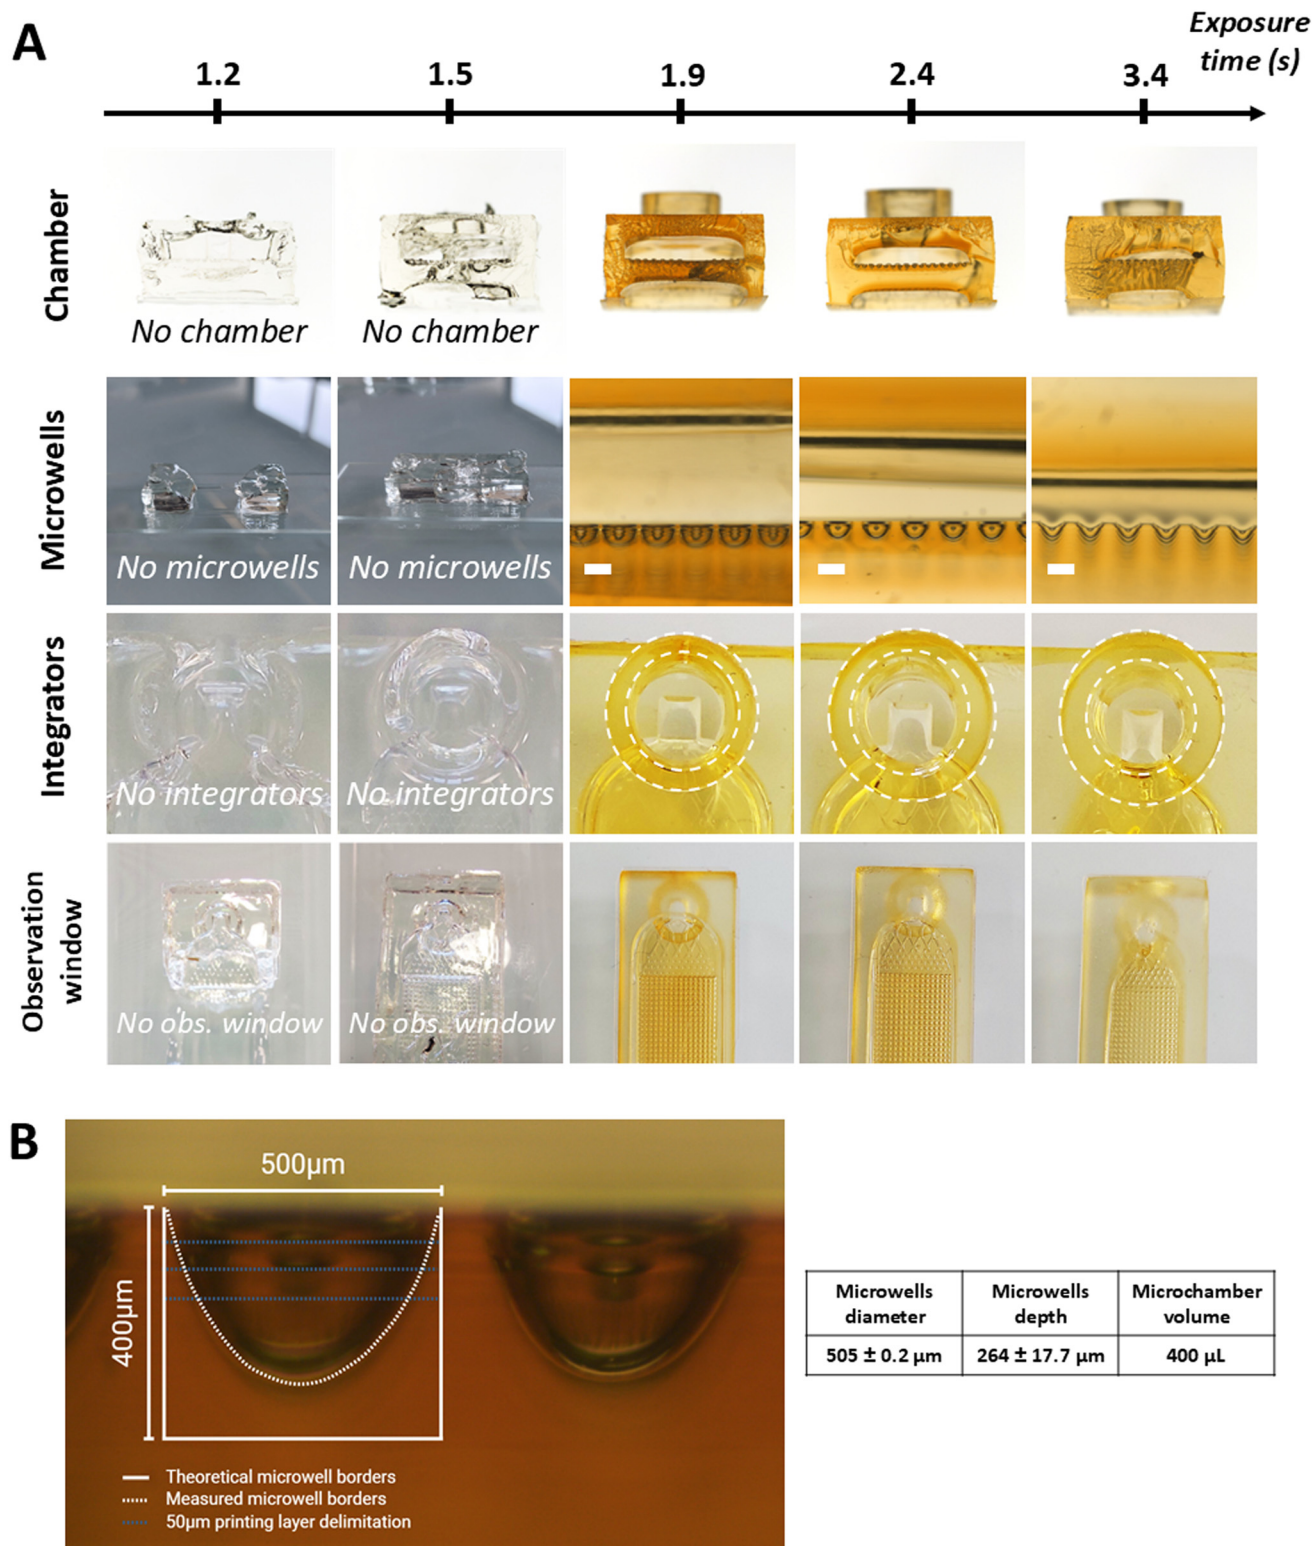 A
Exposure
time (s)
1.2
1.5
1.9
2.4
3.4
Chamber
No chamber
No chamber
Microwells
No microwells
No microwells
Integrators
No integrators
No integrators
Observation
window
No obs. window
No obs. window
B
500µm
400µm
Theoretical microwell borders
Measured microwell borders
50µm printing layer delimitation
Microwells
diameter
Microwells
depth
Microchamber
volume
505 ± 0.2 µm
264 ± 17.7 µm
400 µL